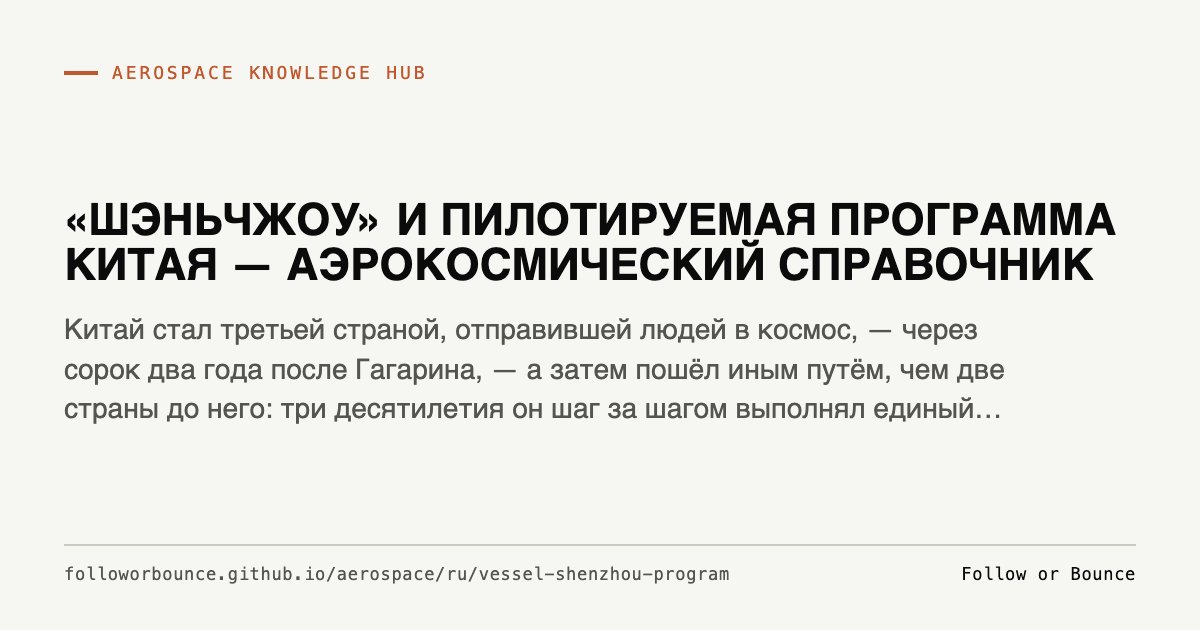 AEROSPACE KNOWLEDGE HUB
«ШЭНЬЧЖОУ» И ПИЛОТИРУЕМАЯ ПРОГРАММА
КИТАЯ — АЭРОКОСМИЧЕСКИЙ СПРАВОЧНИК
Китай стал третьей страной, отправившей людей в космос, — через
сорок два года после Гагарина, — а затем пошёл иным путём, чем две
страны до него: три десятилетия он шаг за шагом выполнял единый…
followorbounce.github.io/aerospace/ru/vessel-shenzhou-program
Follow or Bounce